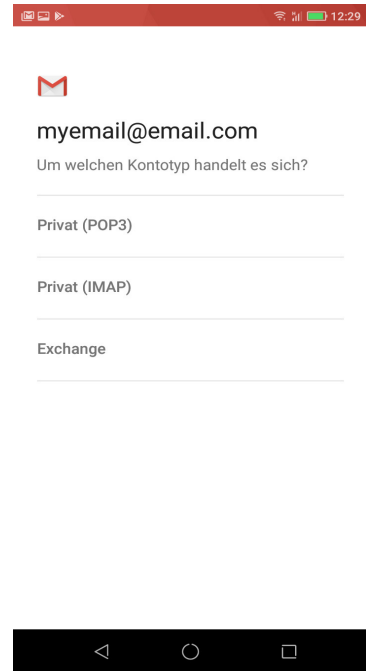 12:29
myemail@email.com
Um welchen Kontotyp handelt es sich?
Privat (POP3)
Privat (IMAP)
Exchange